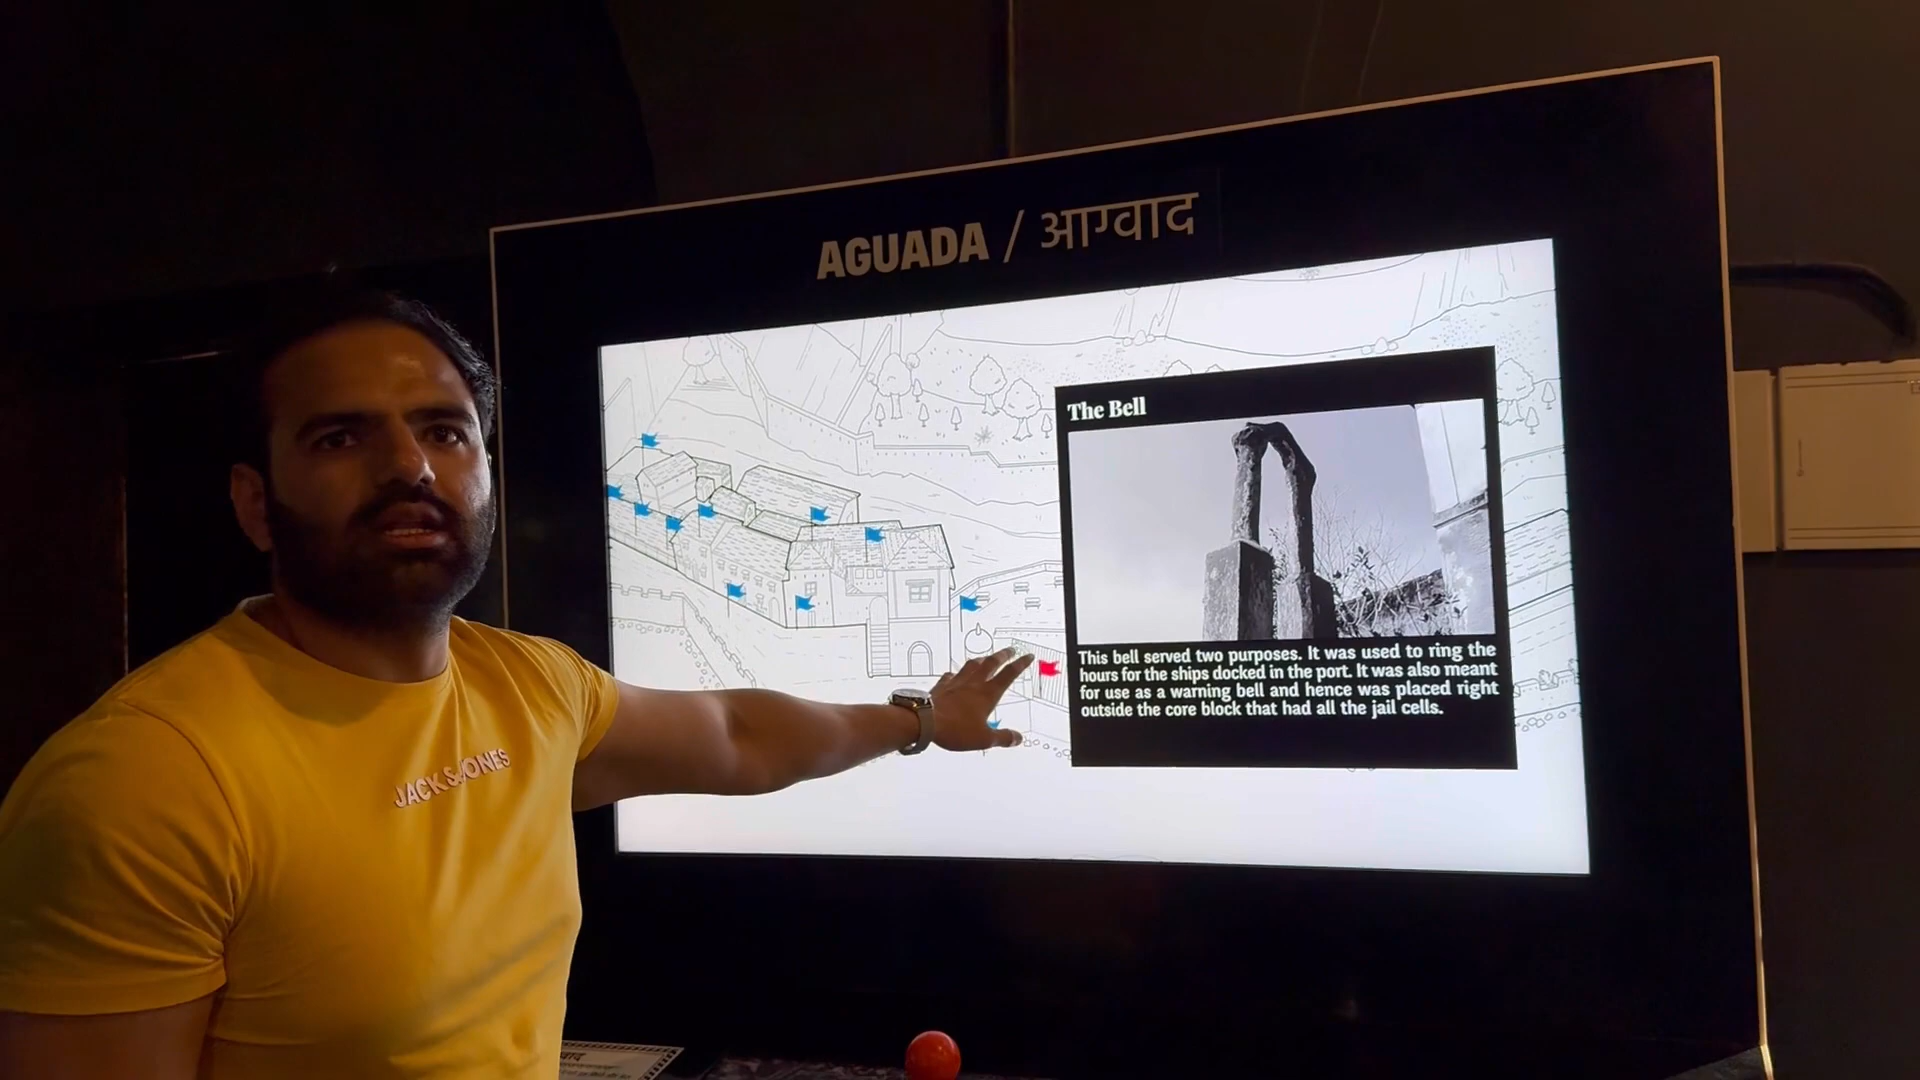 AGUADA / आग्वाद
The Bell
This bell served two purposes. It was used to ring the
hours for the ships docked in the port. It was also meant
for use as a warning bell and hence was placed right
outside the core block that had all the jail cells.
JACK & JONES